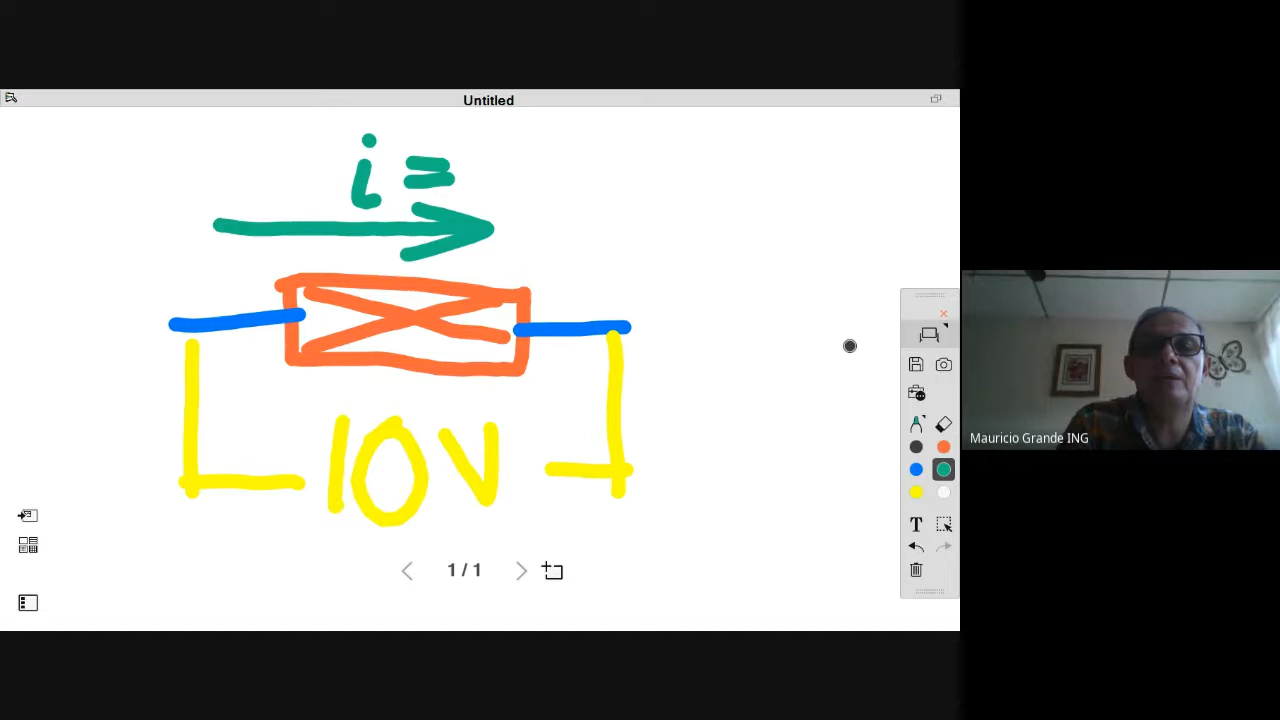 Untitled
i =
10V
1 / 1
T
Mauricio Grande ING